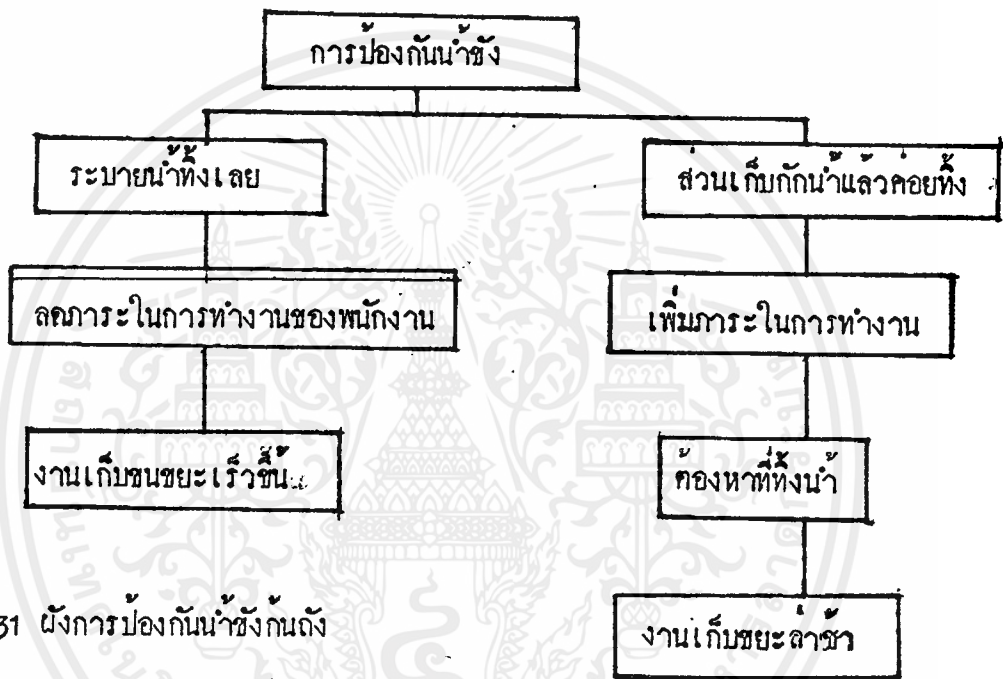 การป้องกันน้ำขัง
ระบายน้ำทิ้งเลย
ส่วนเก็บกักน้ำแล้วค่อยทิ้ง
ลดภาระในการทำงานของพนักงาน
เพิ่มภาระในการทำงาน
งานเก็บขนขยะเร็วขึ้น
ต้องหาที่ทิ้งน้ำ
31 ผังการป้องกันน้ำขังก้นถัง
งานเก็บขยะล่าช้า